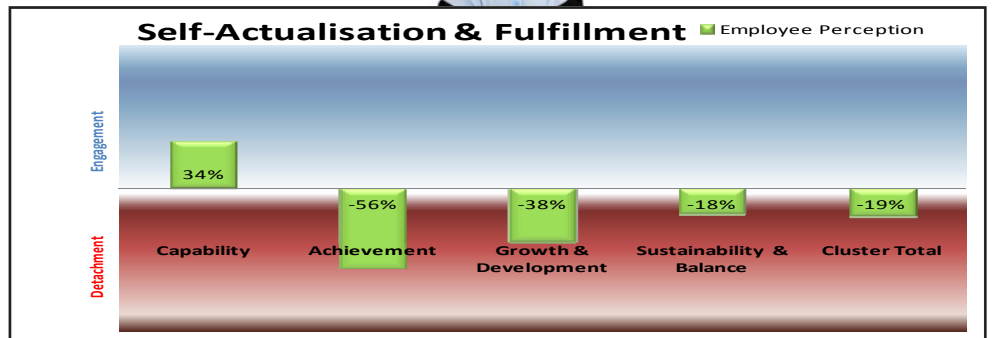 Self-Actualisation & Fulfillment
Employee Perception
Engagement
Detachment
34%
-56%
-38%
-18%
-19%
Capability
Achievement
Growth &
Development
Sustainability &
Balance
Cluster Total